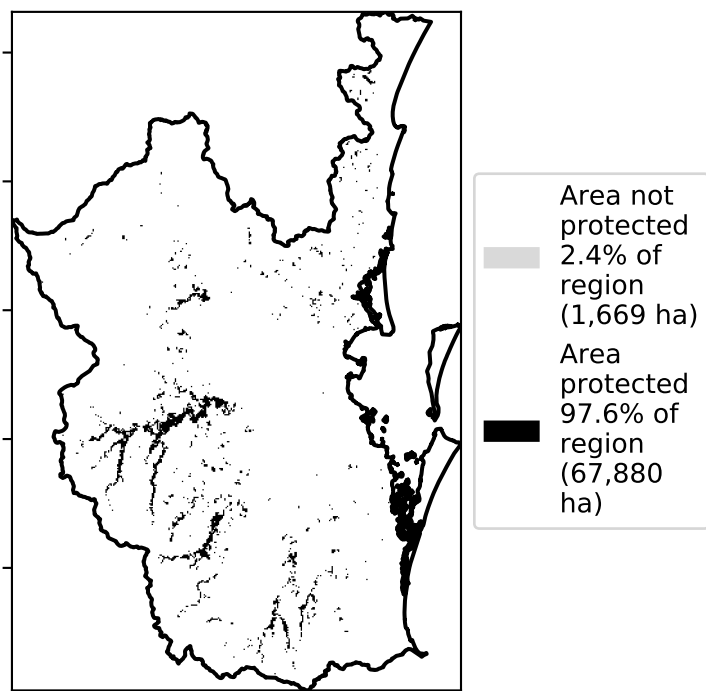 Area not
protected
2.4% of
region
(1,669 ha)
Area
protected
97.6% of
region
(67,880
ha)